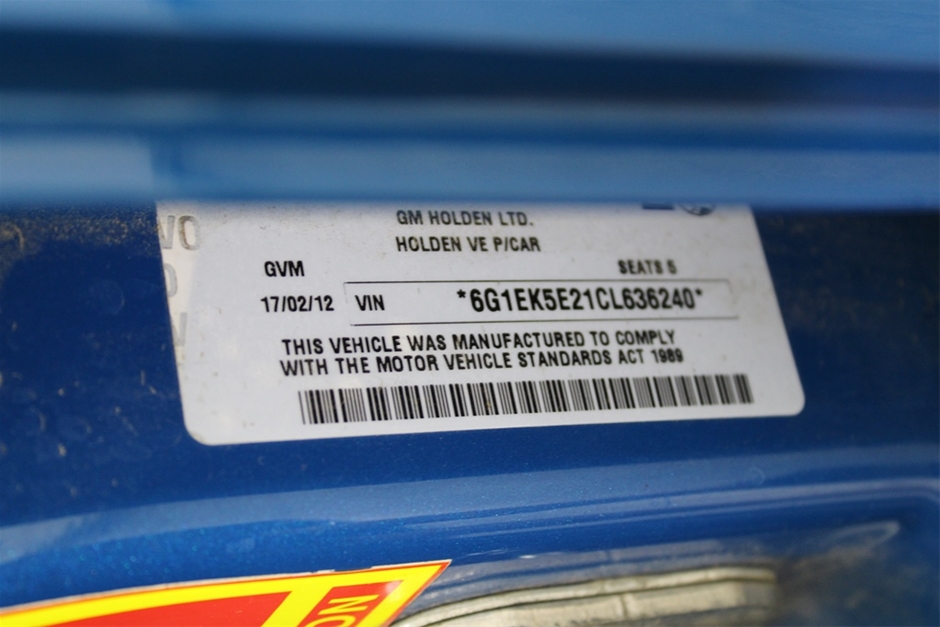 GM HOLDEN LTD.
HOLDEN VE P/CAR
GVM SEATS 5
17/02/12 VIN *6G1EK5E21CL636240*
THIS VEHICLE WAS MANUFACTURED TO COMPLY
WITH THE MOTOR VEHICLE STANDARDS ACT 1989